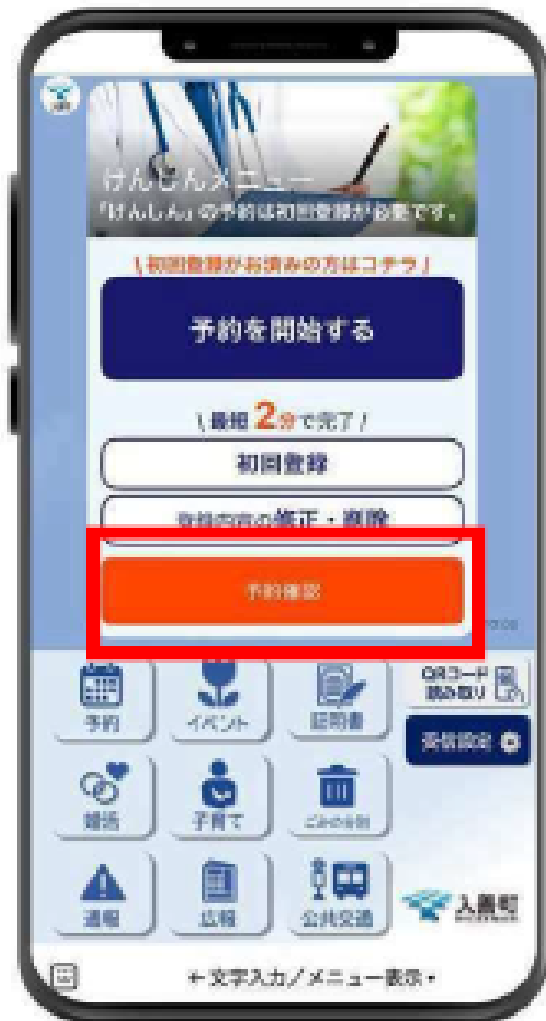 けんしんメニュー
「けんしん」の予約は初回登録が必要です。
\ 初回登録がお済みの方はコチラ /
予約を開始する
\ 最短 2分で完了 /
初回登録
登録内容の修正・削除
予約確認
QRコード
読み取り
予約
イベント
証明書
受信設定
婚活
子育て
ごみの分別
通報
広報
公共交通
入善町
文字入力/メニュー表示